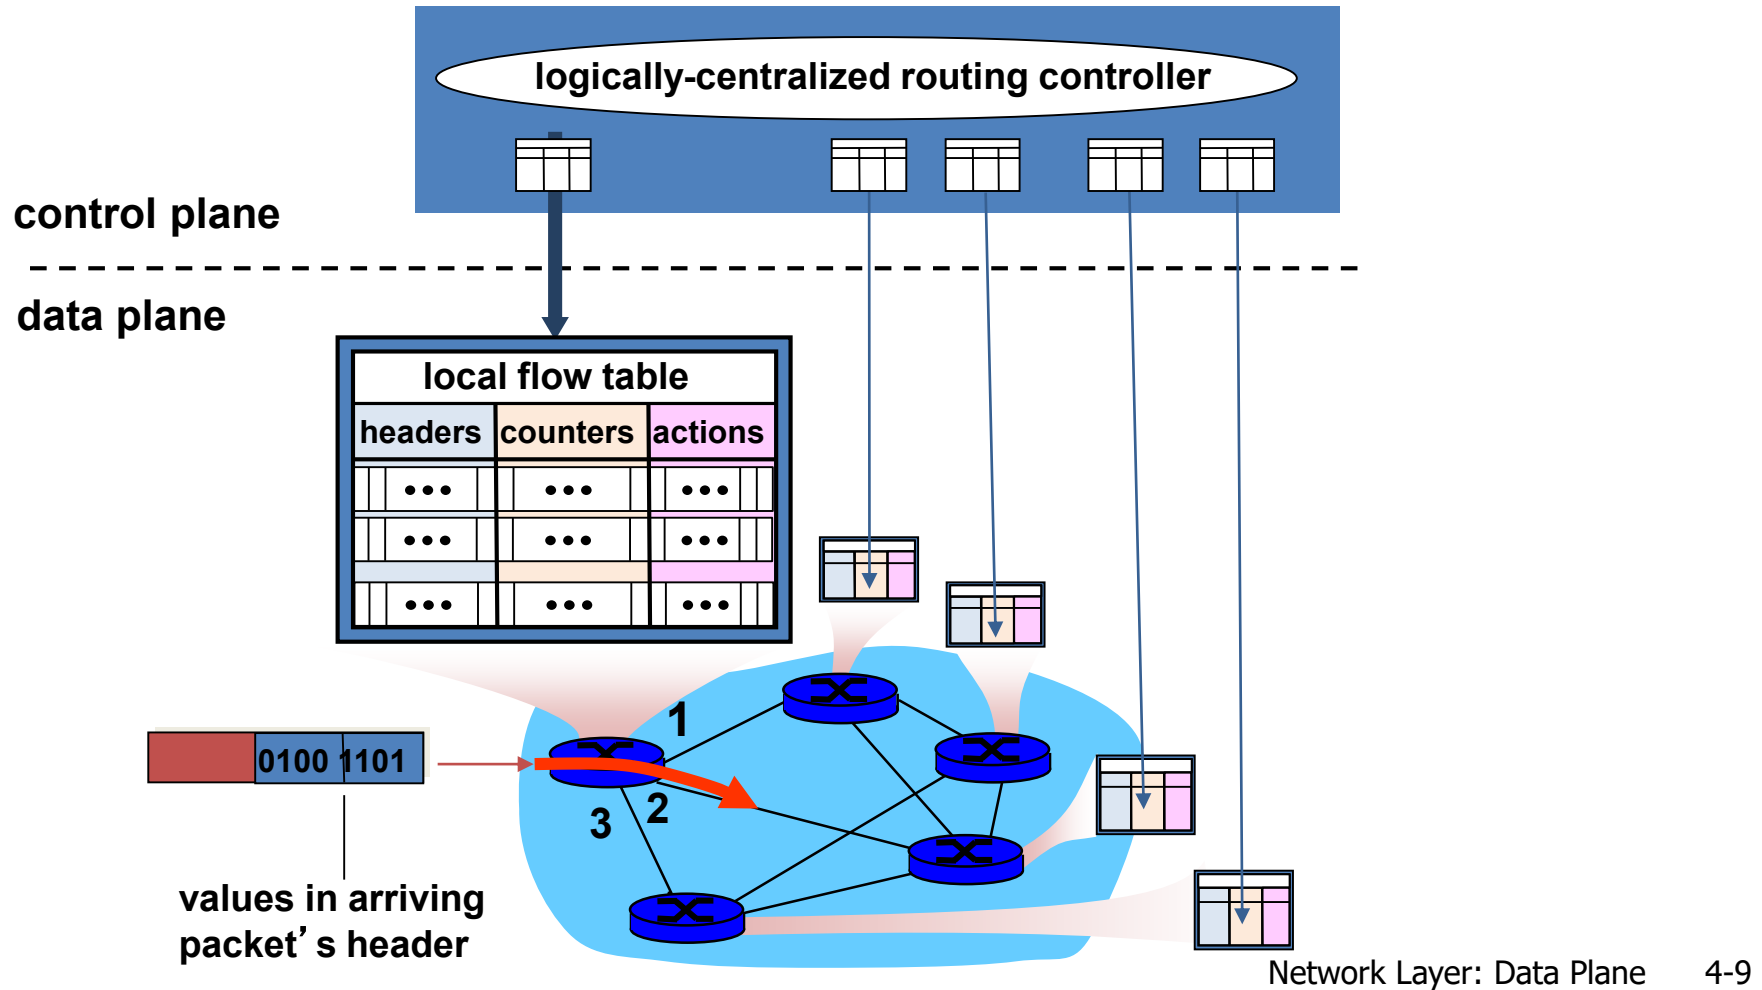 logically-centralized routing controller
control plane
data plane
local flow table
headers counters actions
1
2
3
0100 1101
values in arriving
packet’s header
Network Layer: Data Plane 4-9